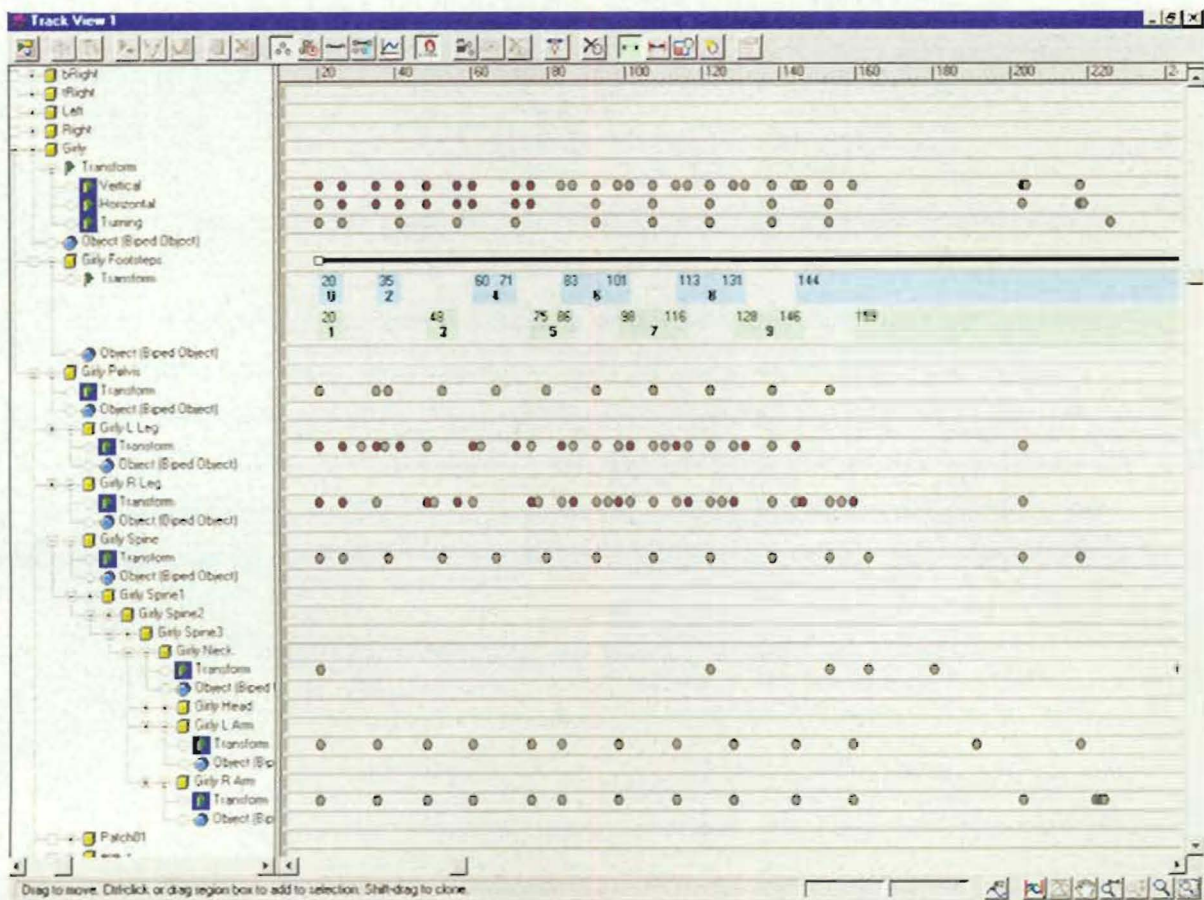 Track View 1
20 40 60 80 100 120 140 160 180 200 220
bRight
tRight
Left
Right
Girly
Transform
Vertical
Horizontal
Turning
Object (Biped Object)
Girly Footsteps
Transform
20 35 60 71 83 101 113 131 144
0 2 4 6 8
20 48 75 86 98 116 128 146
1 3 5 7 9
Object (Biped Object)
Girly Pelvis
Transform
Object (Biped Object)
Girly L Leg
Transform
Object (Biped Object)
Girly R Leg
Transform
Object (Biped Object)
Girly Spine
Transform
Object (Biped Object)
Girly Spine1
Girly Spine2
Girly Spine3
Girly Neck
Transform
Object (Biped
Girly Head
Girly L Arm
Transform
Object (Bip
Girly R Arm
Transform
Object (Bip
Patch01
Drag to move. Ctrl-click or drag region box to add to selection. Shift-drag to clone.